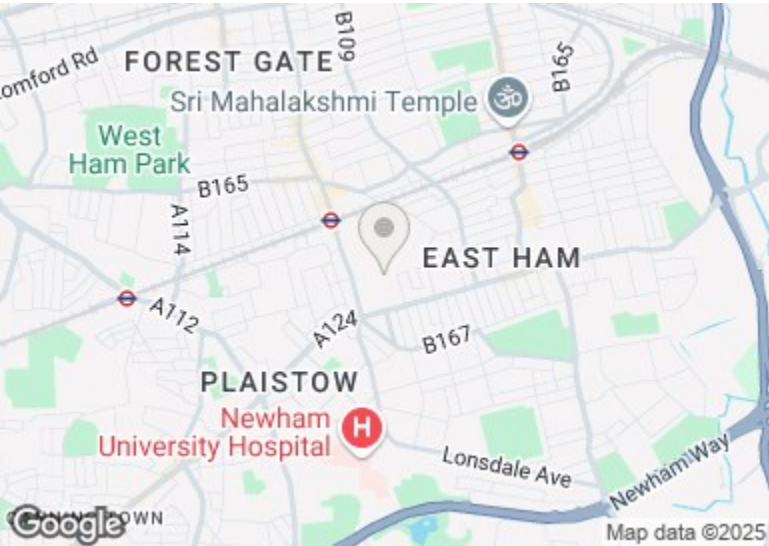 B109
B165
Romford Rd
FOREST GATE
Sri Mahalakshmi Temple
ॐ
West
Ham Park
B165
A114
EAST HAM
A112
A124
B167
PLAISTOW
Newham
University Hospital
H
Lonsdale Ave
Newham Way
Google
TOWN
Map data ©2025